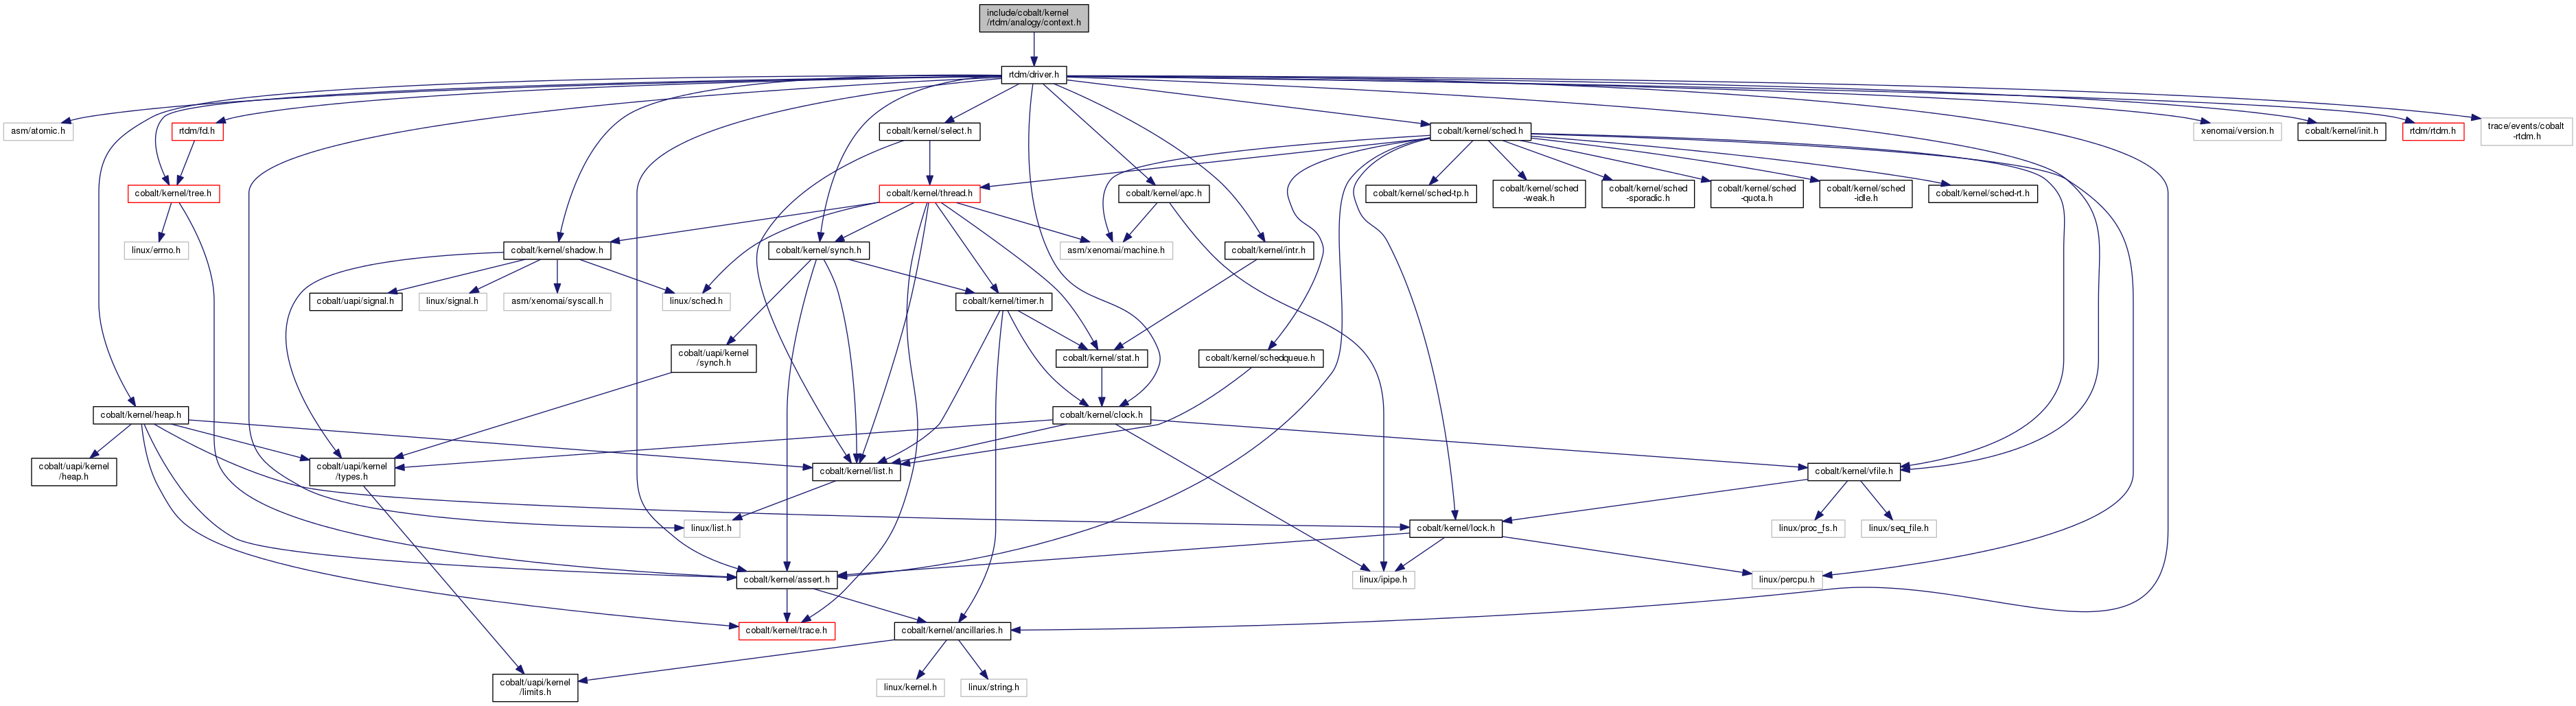 include/cobalt/kernel
/rtdm/analogy/context.h
rtdm/driver.h
asm/atomic.h
rtdm/fd.h
cobalt/kernel/select.h
cobalt/kernel/sched.h
xenomai/version.h
cobalt/kernel/init.h
rtdm/rtdm.h
trace/events/cobalt
-rtdm.h
cobalt/kernel/tree.h
cobalt/kernel/thread.h
cobalt/kernel/apc.h
cobalt/kernel/sched-tp.h
cobalt/kernel/sched
-weak.h
cobalt/kernel/sched
-sporadic.h
cobalt/kernel/sched
-quota.h
cobalt/kernel/sched
-idle.h
cobalt/kernel/sched-rt.h
linux/errno.h
cobalt/kernel/shadow.h
cobalt/kernel/synch.h
asm/xenomai/machine.h
cobalt/kernel/intr.h
cobalt/uapi/signal.h
linux/signal.h
asm/xenomai/syscall.h
linux/sched.h
cobalt/kernel/timer.h
cobalt/uapi/kernel
/synch.h
cobalt/kernel/stat.h
cobalt/kernel/schedqueue.h
cobalt/kernel/heap.h
cobalt/kernel/clock.h
cobalt/uapi/kernel
/heap.h
cobalt/uapi/kernel
/types.h
cobalt/kernel/list.h
cobalt/kernel/vfile.h
linux/list.h
cobalt/kernel/lock.h
linux/proc_fs.h
linux/seq_file.h
cobalt/kernel/assert.h
linux/ipipe.h
linux/percpu.h
cobalt/kernel/trace.h
cobalt/kernel/ancillaries.h
cobalt/uapi/kernel
/limits.h
linux/kernel.h
linux/string.h